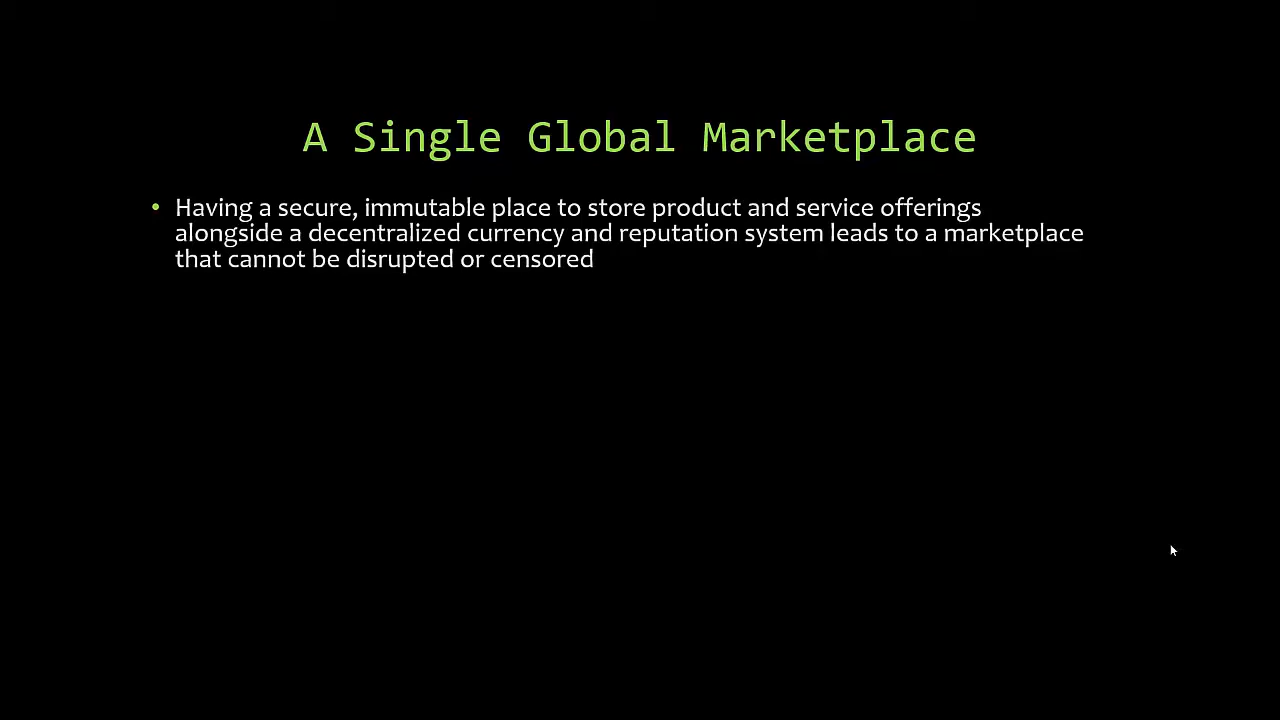 A Single Global Marketplace
• Having a secure, immutable place to store product and service offerings
alongside a decentralized currency and reputation system leads to a marketplace
that cannot be disrupted or censored